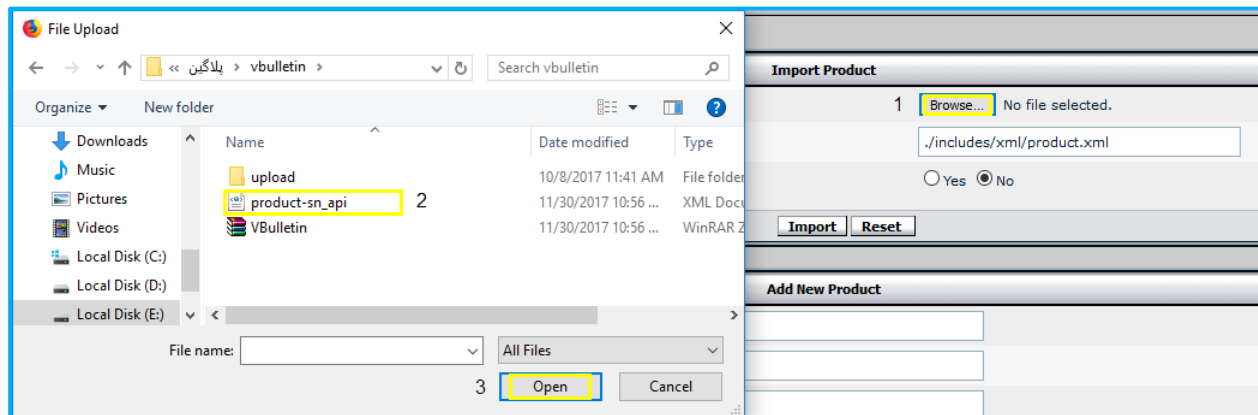 File Upload
« پلاگین › vbulletin ›
Search vbulletin
Organize
New folder
Downloads
Music
Pictures
Videos
Local Disk (C:)
Local Disk (D:)
Local Disk (E:)
Name
Date modified
Type
upload
10/8/2017 11:41 AM
File folder
product-sn_api
2
11/30/2017 10:56 ...
XML Docu
VBulletin
11/30/2017 10:56 ...
WinRAR Z
File name:
All Files
3
Open
Cancel
Import Product
1
Browse...
No file selected.
./includes/xml/product.xml
Yes
No
Import
Reset
Add New Product